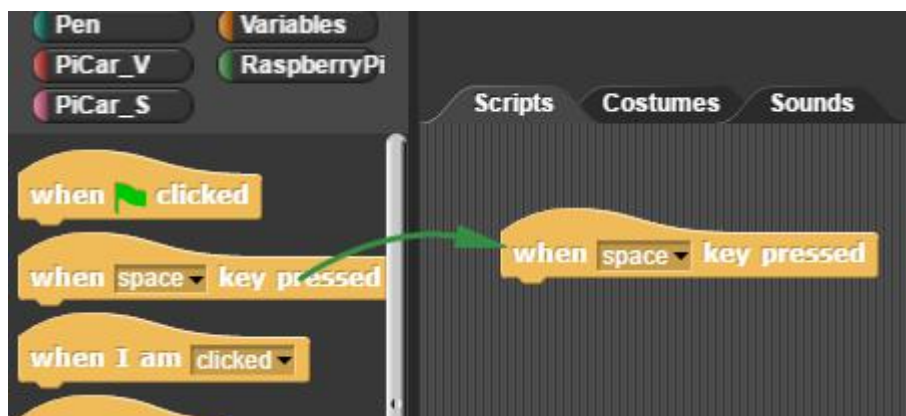 Pen
Variables
PiCar_V
RaspberryPi
PiCar_S
Scripts Costumes Sounds
when clicked
when space key pressed
when I am clicked
when space key pressed